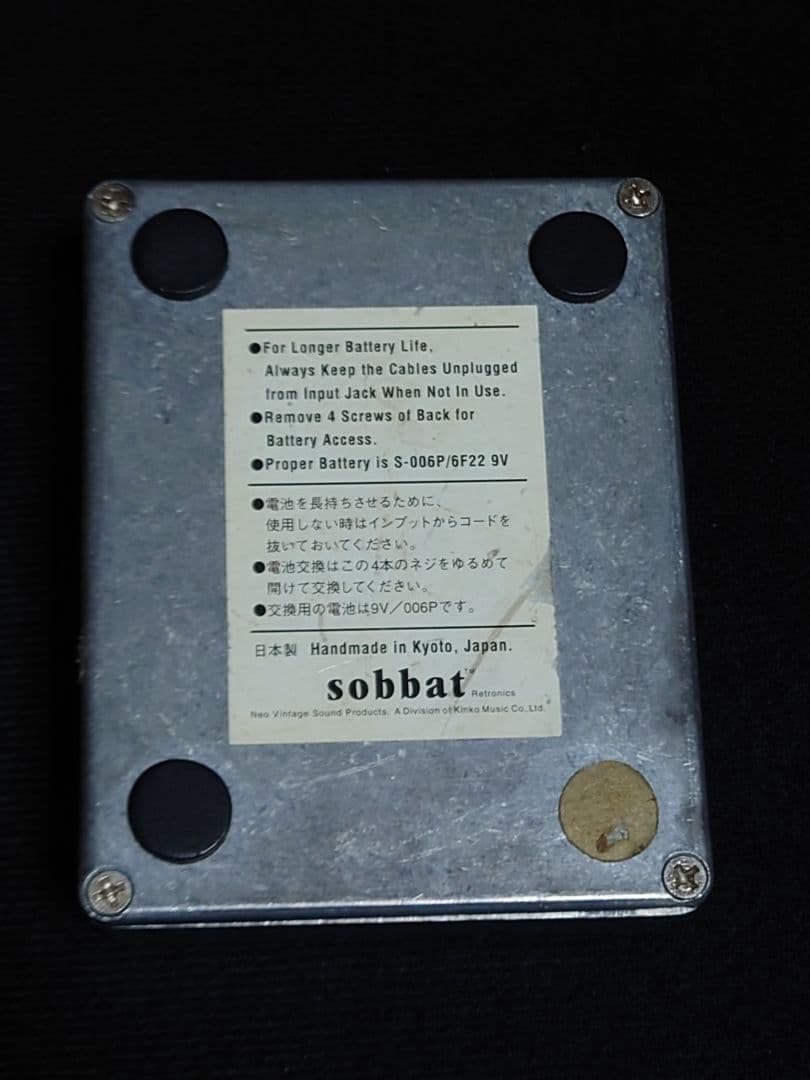 ●For Longer Battery Life,
Always Keep the Cables Unplugged
from Input Jack When Not In Use.
●Remove 4 Screws of Back for
Battery Access.
●Proper Battery is S-006P/6F22 9V
●電池を長持ちさせるために、
使用しない時はインプットからコードを
抜いておいてください。
●電池交換はこの4本のネジをゆるめて
開けて交換してください。
●交換用の電池は9V／006Pです。
日本製 Handmade in Kyoto, Japan.
sobbat™ Retronics
Neo Vintage Sound Products. A Division of Kinko Music Co., Ltd.